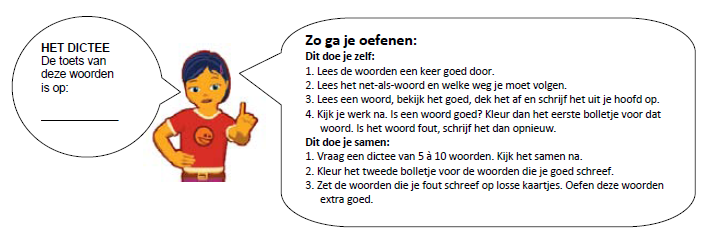 HET DICTEE
De toets van
deze woorden
is op:
___________
Zo ga je oefenen:
Dit doe je zelf:
1. Lees de woorden een keer goed door.
2. Lees het net-als-woord en welke weg je moet volgen.
3. Lees een woord, bekijk het goed, dek het af en schrijf het uit je hoofd op.
4. Kijk je werk na. Is een woord goed? Kleur dan het eerste bolletje voor dat
woord. Is het woord fout, schrijf het dan opnieuw.
Dit doe je samen:
1. Vraag een dictee van 5 à 10 woorden. Kijk het samen na.
2. Kleur het tweede bolletje voor de woorden die je goed schreef.
3. Zet de woorden die je fout schreef op losse kaartjes. Oefen deze woorden
extra goed.